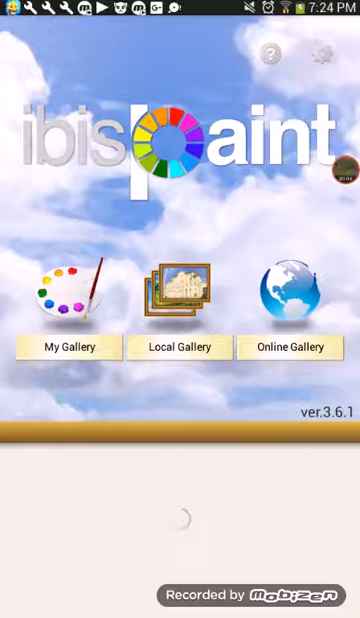 7:24 PM
ibispaint
My Gallery
Local Gallery
Online Gallery
ver.3.6.1
Recorded by mobizen